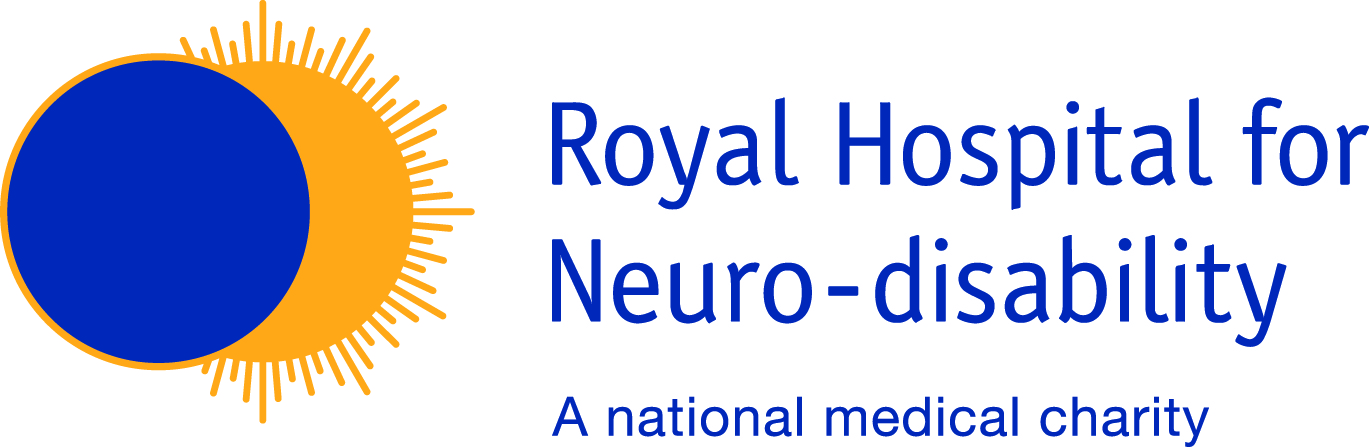 Royal Hospital for
Neuro-disability
A national medical charity